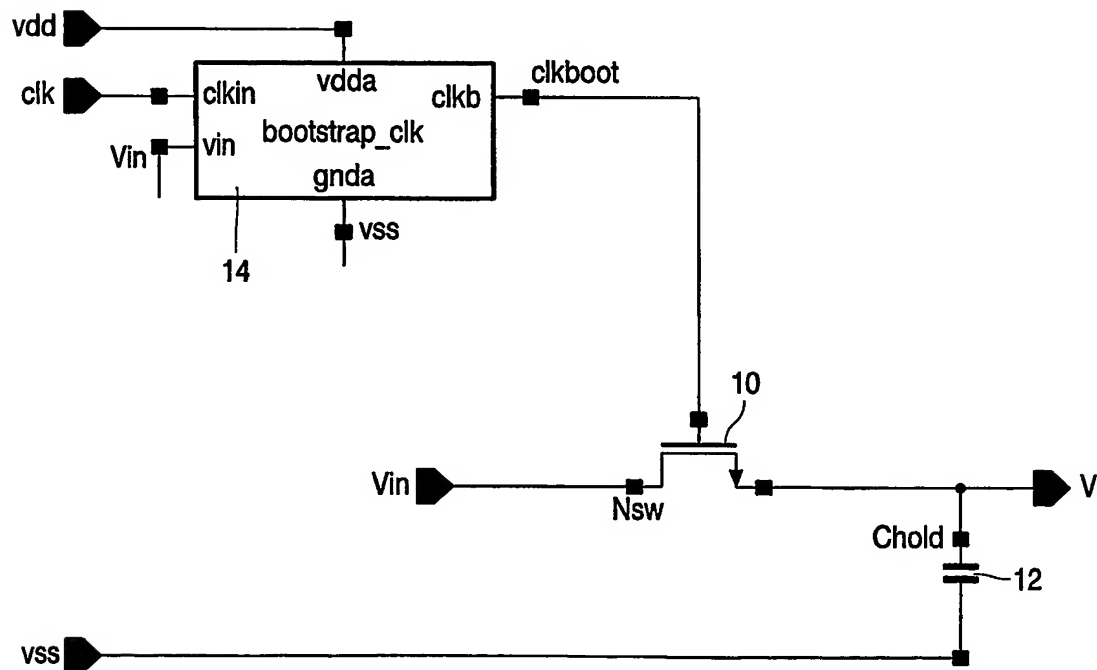 vdd
clk
clkin
vdda
clkb
clkboot
Vin
vin
bootstrap_clk
gnda
vss
14
10
Vin
Nsw
V
Chold
12
vss